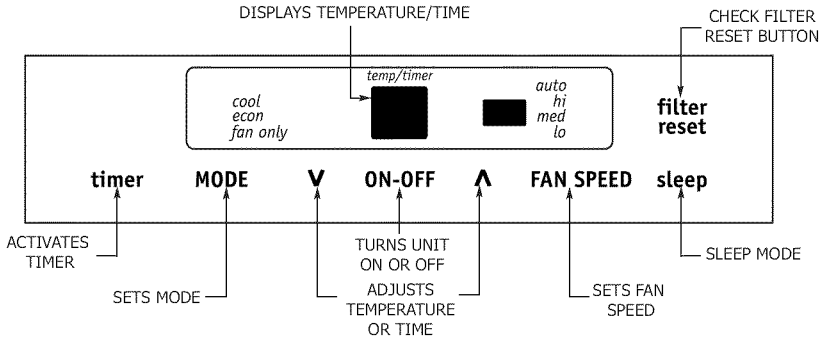 DISPLAYS TEMPERATURE/TIME
CHECK FILTER
RESET BUTTON
temp/timer
cool
econ
fan only
auto
hi
med
lo
filter
reset
timer
MODE
V
ON-OFF
Λ
FAN SPEED
sleep
ACTIVATES
TIMER
SETS MODE
TURNS UNIT
ON OR OFF
ADJUSTS
TEMPERATURE
OR TIME
SETS FAN
SPEED
SLEEP MODE